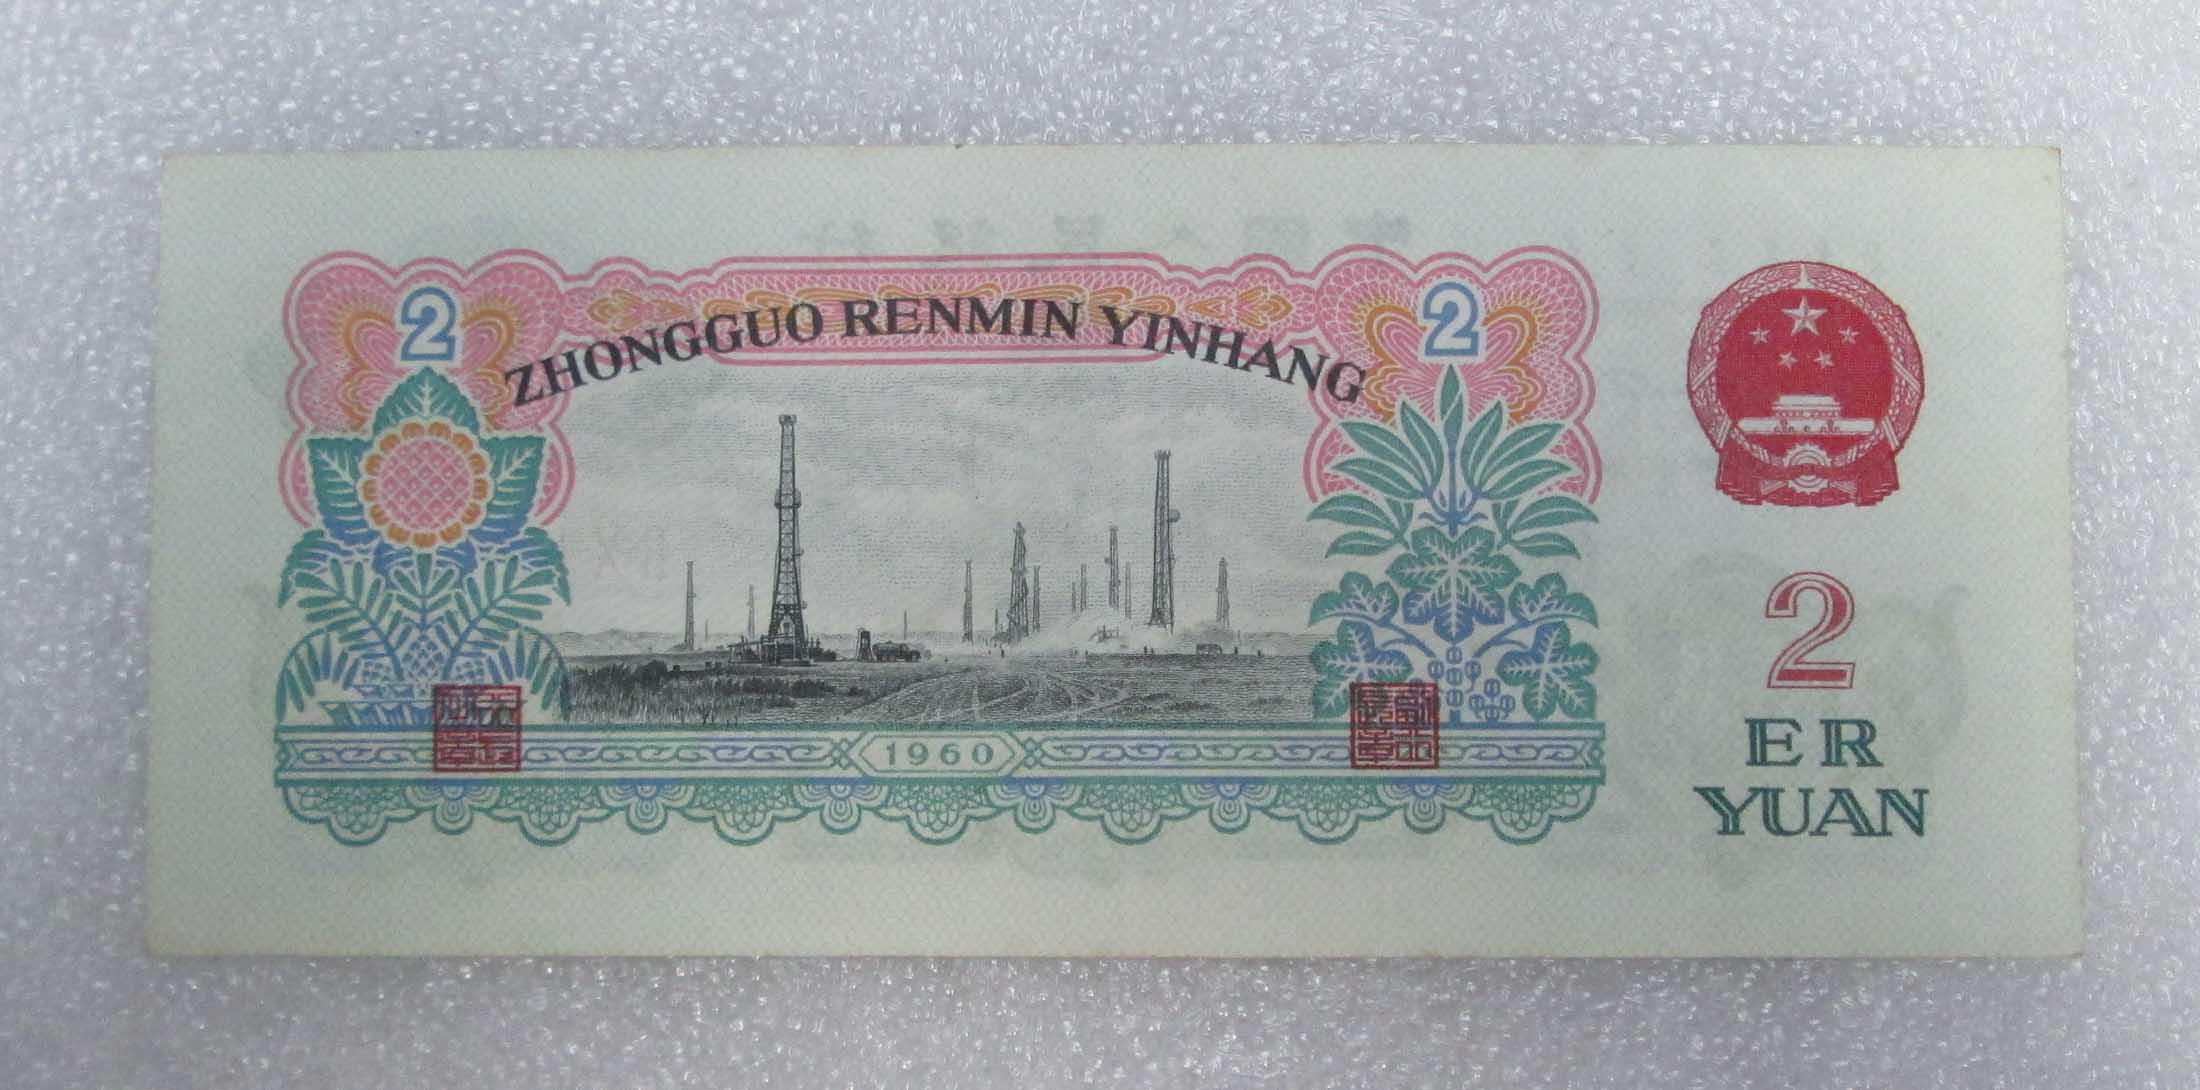 2 2
ZHONGGUO RENMIN YINHANG
1960
2
ER
YUAN